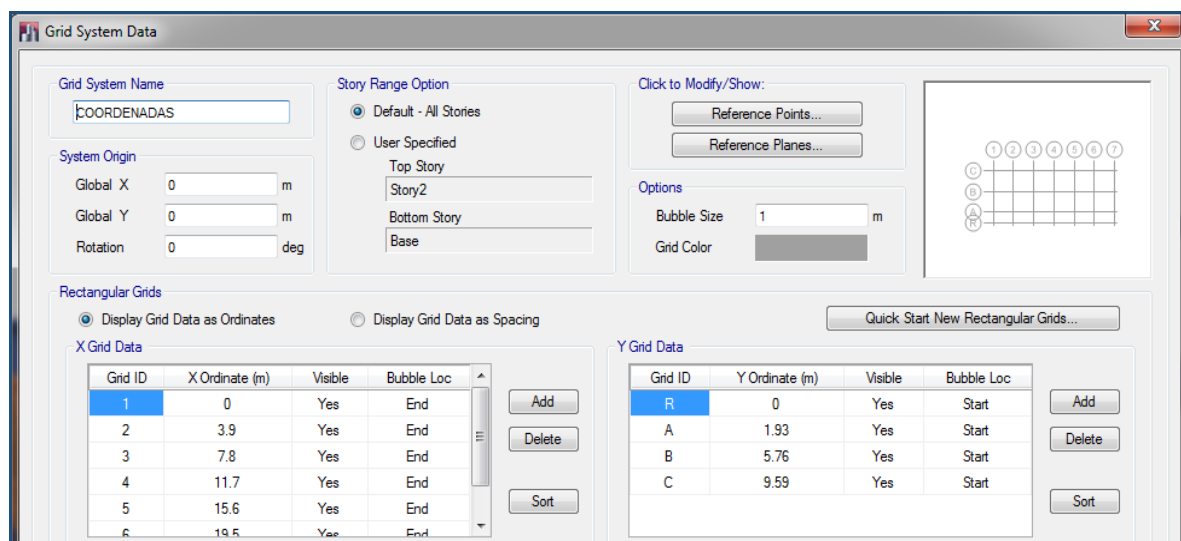 Grid System Data
X
Grid System Name
COORDENADAS
Story Range Option
Default - All Stories
User Specified
Top Story
Story2
Bottom Story
Base
Click to Modify/Show:
Reference Points...
Reference Planes...
System Origin
Global X 0 m
Global Y 0 m
Rotation 0 deg
Options
Bubble Size 1 m
Grid Color
1 2 3 4 5 6 7
C
B
A
R
Rectangular Grids
Display Grid Data as Ordinates
Display Grid Data as Spacing
Quick Start New Rectangular Grids...
X Grid Data
Grid ID X Ordinate (m) Visible Bubble Loc
1 0 Yes End
2 3.9 Yes End
3 7.8 Yes End
4 11.7 Yes End
5 15.6 Yes End
6 19.5 Yes End
Add
Delete
Sort
Y Grid Data
Grid ID Y Ordinate (m) Visible Bubble Loc
R 0 Yes Start
A 1.93 Yes Start
B 5.76 Yes Start
C 9.59 Yes Start
Add
Delete
Sort